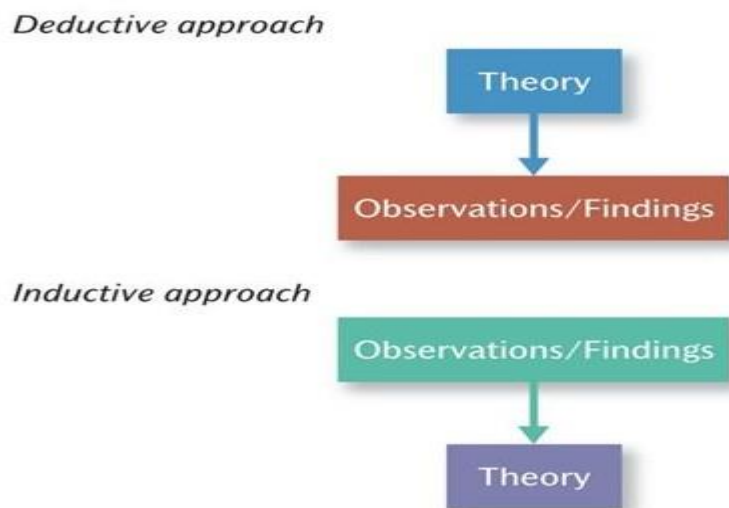 Deductive approach
Theory
Observations/Findings
Inductive approach
Observations/Findings
Theory